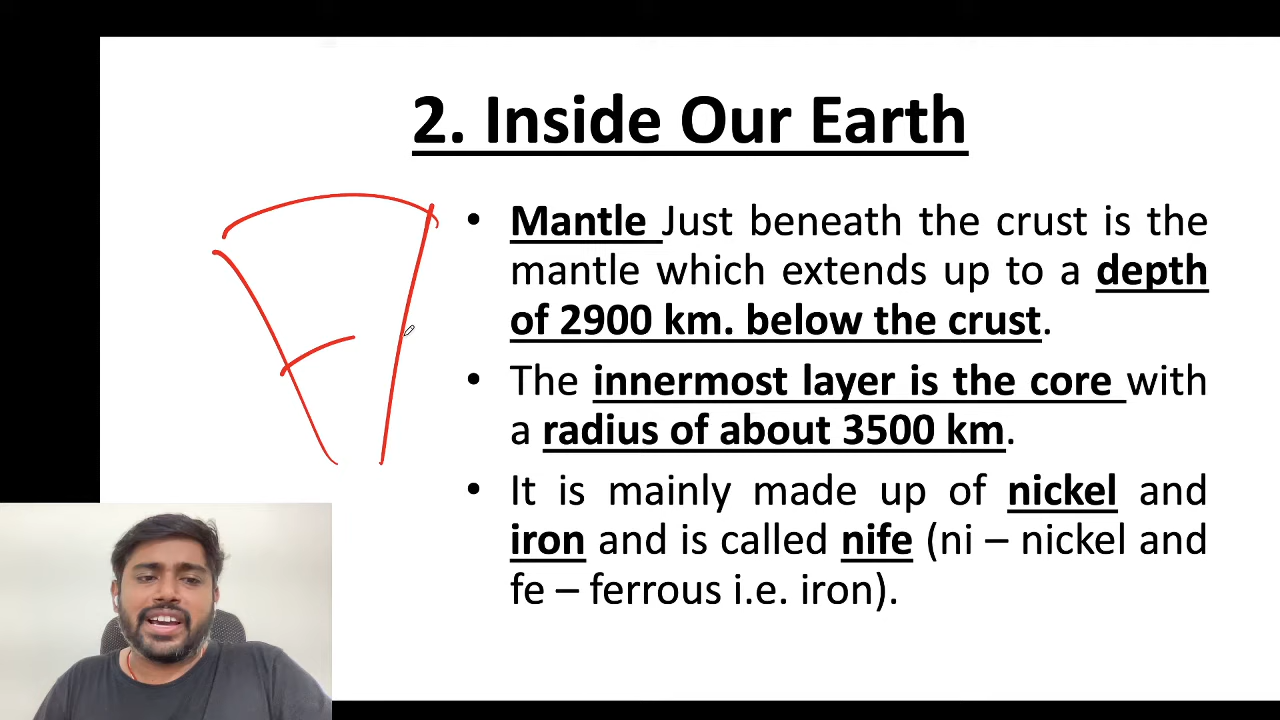 2. Inside Our Earth
• Mantle Just beneath the crust is the
mantle which extends up to a depth
of 2900 km. below the crust.
• The innermost layer is the core with
a radius of about 3500 km.
• It is mainly made up of nickel and
iron and is called nife (ni – nickel and
fe – ferrous i.e. iron).